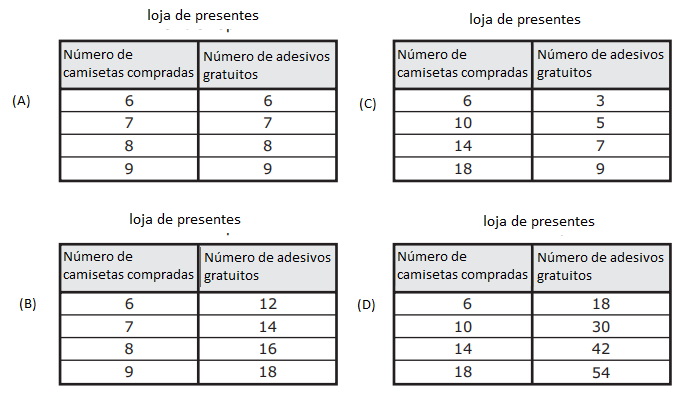 loja de presentes
(A)
Número de camisetas compradas Número de adesivos gratuitos
6 6
7 7
8 8
9 9
loja de presentes
(C)
Número de camisetas compradas Número de adesivos gratuitos
6 3
10 5
14 7
18 9
loja de presentes
(B)
Número de camisetas compradas Número de adesivos gratuitos
6 12
7 14
8 16
9 18
loja de presentes
(D)
Número de camisetas compradas Número de adesivos gratuitos
6 18
10 30
14 42
18 54